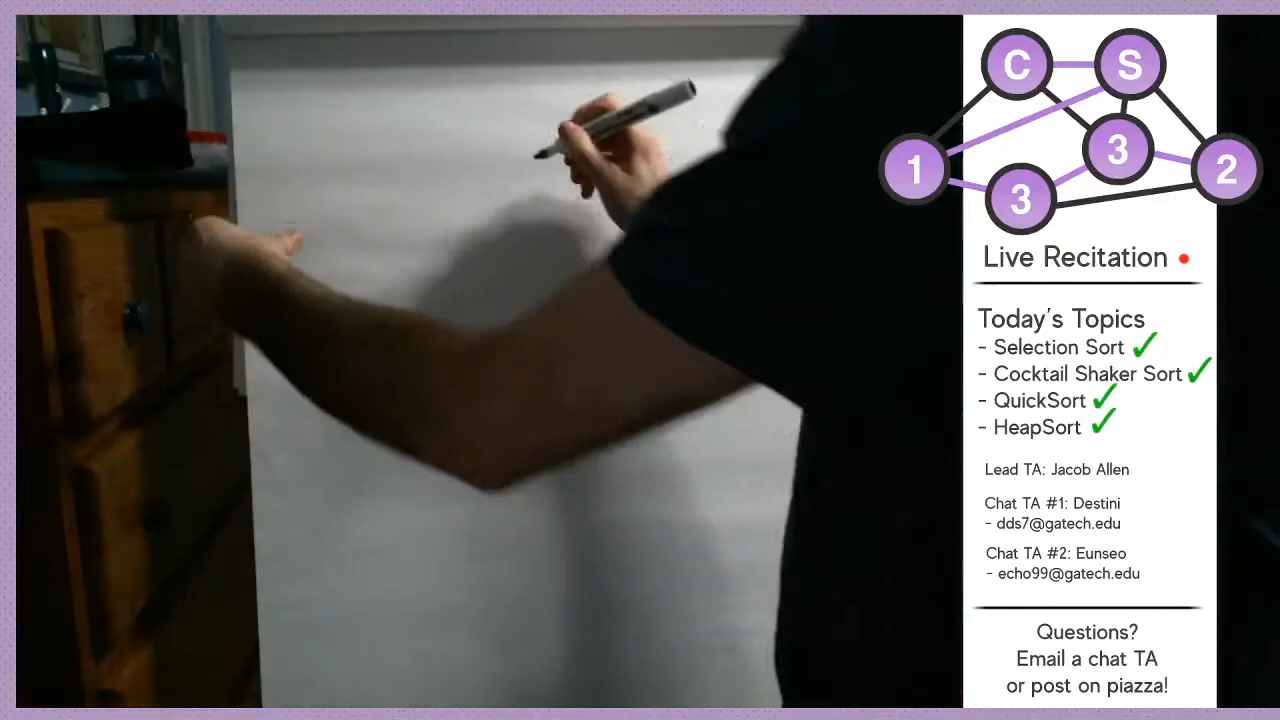 C S
1 3 3 2
Live Recitation
Today's Topics
- Selection Sort ✓
- Cocktail Shaker Sort ✓
- QuickSort ✓
- HeapSort ✓
Lead TA: Jacob Allen
Chat TA #1: Destini
- dds7@gatech.edu
Chat TA #2: Eunseo
- echo99@gatech.edu
Questions?
Email a chat TA
or post on piazza!